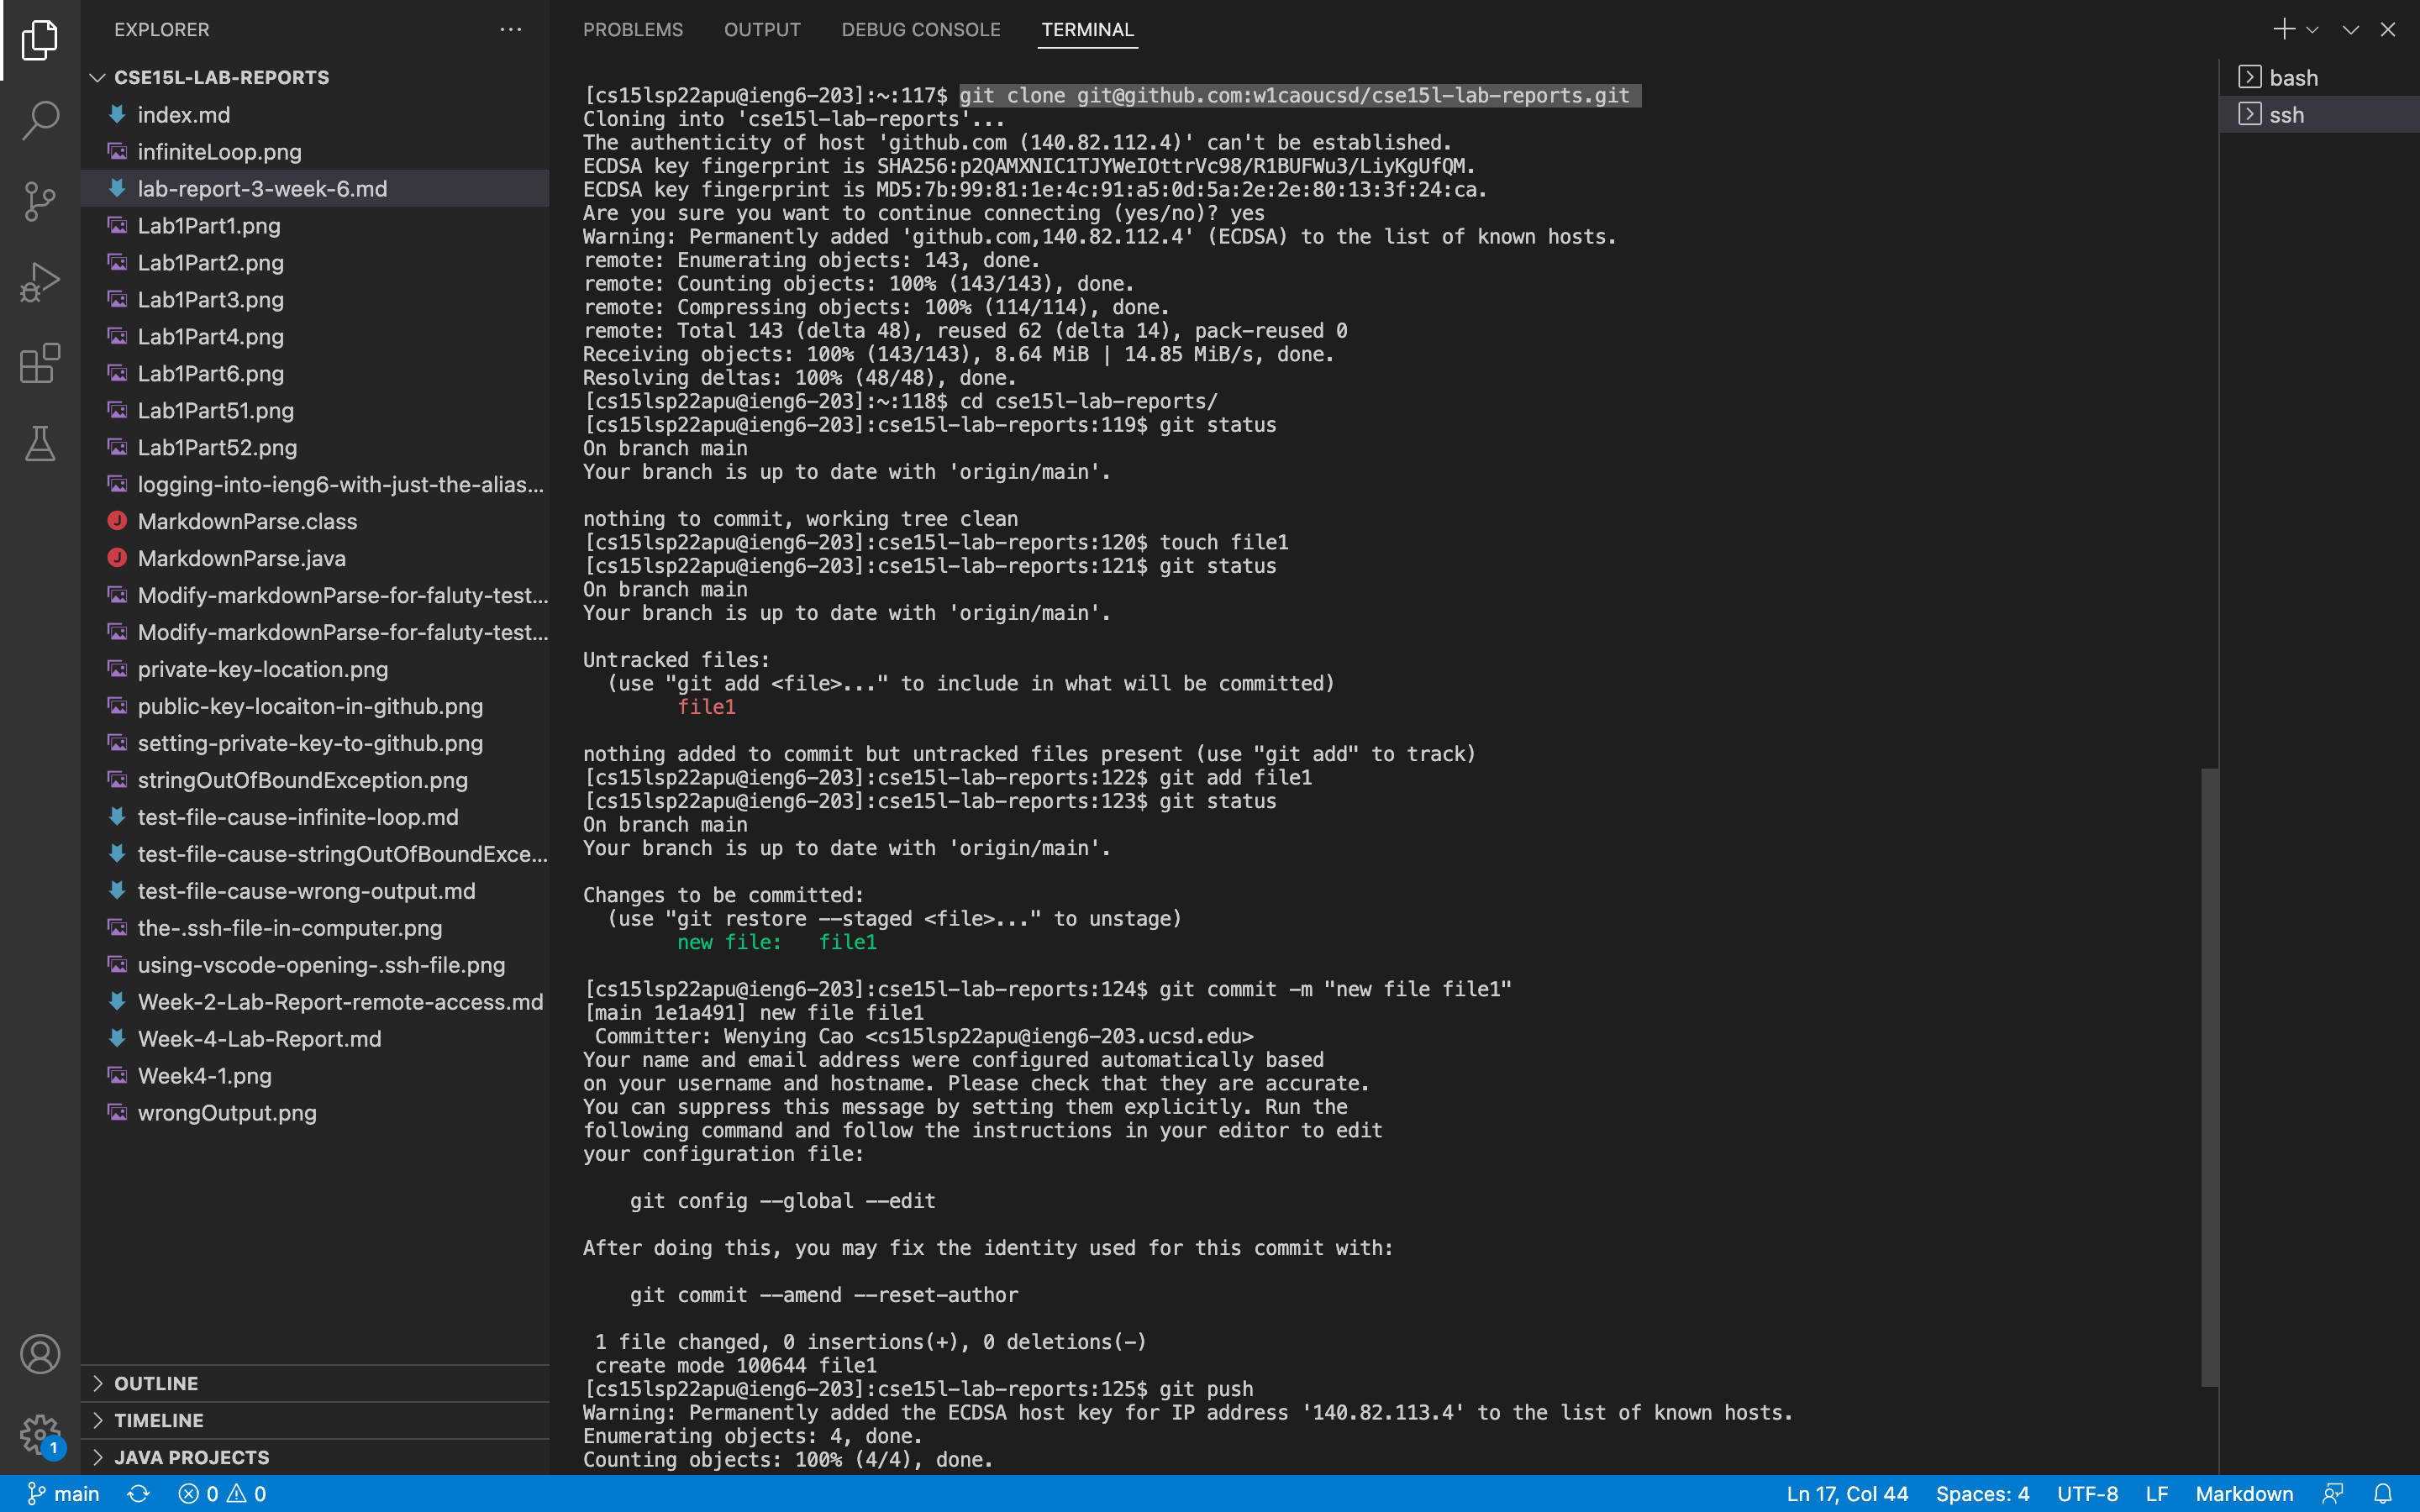 EXPLORER
CSE15L-LAB-REPORTS
index.md
infiniteLoop.png
lab-report-3-week-6.md
Lab1Part1.png
Lab1Part2.png
Lab1Part3.png
Lab1Part4.png
Lab1Part6.png
Lab1Part51.png
Lab1Part52.png
logging-into-ieng6-with-just-the-alias...
MarkdownParse.class
MarkdownParse.java
Modify-markdownParse-for-faluty-test...
Modify-markdownParse-for-faluty-test...
private-key-location.png
public-key-locaiton-in-github.png
setting-private-key-to-github.png
stringOutOfBoundException.png
test-file-cause-infinite-loop.md
test-file-cause-stringOutOfBoundExce...
test-file-cause-wrong-output.md
the-.ssh-file-in-computer.png
using-vscode-opening-.ssh-file.png
Week-2-Lab-Report-remote-access.md
Week-4-Lab-Report.md
Week4-1.png
wrongOutput.png
OUTLINE
TIMELINE
JAVA PROJECTS
1
PROBLEMS OUTPUT DEBUG CONSOLE TERMINAL
[cs15lsp22apu@ieng6-203]:~:117$ git clone git@github.com:w1caoucsd/cse15l-lab-reports.git
Cloning into 'cse15l-lab-reports'...
The authenticity of host 'github.com (140.82.112.4)' can't be established.
ECDSA key fingerprint is SHA256:p2QAMXNIC1TJYWeIOttrVc98/R1BUFWu3/LiyKgUfQM.
ECDSA key fingerprint is MD5:7b:99:81:1e:4c:91:a5:0d:5a:2e:2e:80:13:3f:24:ca.
Are you sure you want to continue connecting (yes/no)? yes
Warning: Permanently added 'github.com,140.82.112.4' (ECDSA) to the list of known hosts.
remote: Enumerating objects: 143, done.
remote: Counting objects: 100% (143/143), done.
remote: Compressing objects: 100% (114/114), done.
remote: Total 143 (delta 48), reused 62 (delta 14), pack-reused 0
Receiving objects: 100% (143/143), 8.64 MiB | 14.85 MiB/s, done.
Resolving deltas: 100% (48/48), done.
[cs15lsp22apu@ieng6-203]:~:118$ cd cse15l-lab-reports/
[cs15lsp22apu@ieng6-203]:cse15l-lab-reports:119$ git status
On branch main
Your branch is up to date with 'origin/main'.
nothing to commit, working tree clean
[cs15lsp22apu@ieng6-203]:cse15l-lab-reports:120$ touch file1
[cs15lsp22apu@ieng6-203]:cse15l-lab-reports:121$ git status
On branch main
Your branch is up to date with 'origin/main'.
Untracked files:
(use "git add <file>..." to include in what will be committed)
file1
nothing added to commit but untracked files present (use "git add" to track)
[cs15lsp22apu@ieng6-203]:cse15l-lab-reports:122$ git add file1
[cs15lsp22apu@ieng6-203]:cse15l-lab-reports:123$ git status
On branch main
Your branch is up to date with 'origin/main'.
Changes to be committed:
(use "git restore --staged <file>..." to unstage)
new file:   file1
[cs15lsp22apu@ieng6-203]:cse15l-lab-reports:124$ git commit -m "new file file1"
[main 1e1a491] new file file1
Committer: Wenying Cao <cs15lsp22apu@ieng6-203.ucsd.edu>
Your name and email address were configured automatically based
on your username and hostname. Please check that they are accurate.
You can suppress this message by setting them explicitly. Run the
following command and follow the instructions in your editor to edit
your configuration file:
git config --global --edit
After doing this, you may fix the identity used for this commit with:
git commit --amend --reset-author
1 file changed, 0 insertions(+), 0 deletions(-)
create mode 100644 file1
[cs15lsp22apu@ieng6-203]:cse15l-lab-reports:125$ git push
Warning: Permanently added the ECDSA host key for IP address '140.82.113.4' to the list of known hosts.
Enumerating objects: 4, done.
Counting objects: 100% (4/4), done.
bash
ssh
main 0 0 Ln 17, Col 44 Spaces: 4 UTF-8 LF Markdown